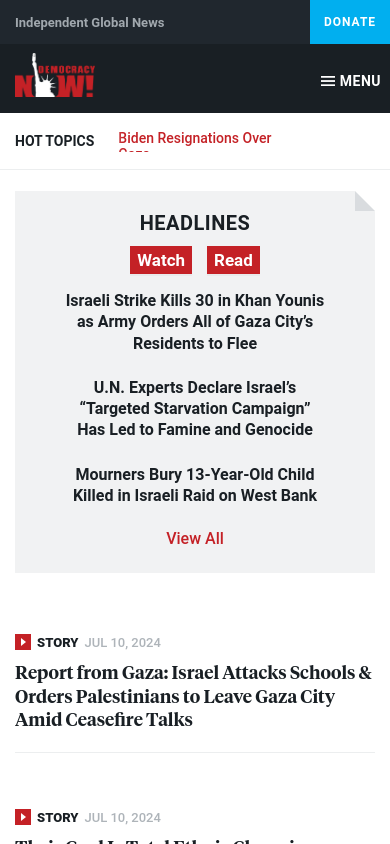 Independent Global News
DONATE
DEMOCRACY
NOW!
MENU
HOT TOPICS
Biden Resignations Over
HEADLINES
Watch
Read
Israeli Strike Kills 30 in Khan Younis
as Army Orders All of Gaza City’s
Residents to Flee
U.N. Experts Declare Israel’s
“Targeted Starvation Campaign”
Has Led to Famine and Genocide
Mourners Bury 13-Year-Old Child
Killed in Israeli Raid on West Bank
View All
STORY JUL 10, 2024
Report from Gaza: Israel Attacks Schools &
Orders Palestinians to Leave Gaza City
Amid Ceasefire Talks
STORY JUL 10, 2024